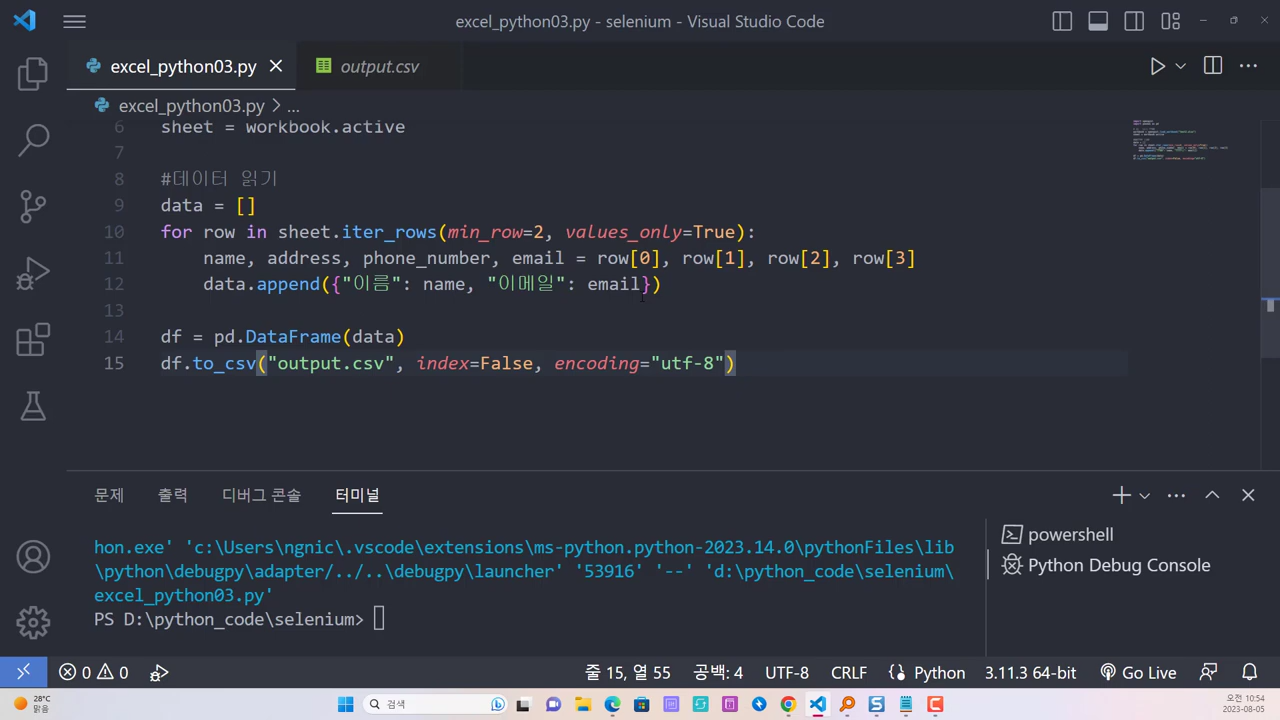 excel_python03.py - selenium - Visual Studio Code
excel_python03.py
output.csv
excel_python03.py > ...
6 sheet = workbook.active
7
8 #데이터 읽기
9 data = []
10 for row in sheet.iter_rows(min_row=2, values_only=True):
11 name, address, phone_number, email = row[0], row[1], row[2], row[3]
12 data.append({"이름": name, "이메일": email})
13
14 df = pd.DataFrame(data)
15 df.to_csv("output.csv", index=False, encoding="utf-8")
문제 출력 디버그 콘솔 터미널
hon.exe' 'c:\Users\ngnic\.vscode\extensions\ms-python.python-2023.14.0\pythonFiles\lib
\python\debugpy\adapter/../..\debugpy\launcher' '53916' '--' 'd:\python_code\selenium\
excel_python03.py'
PS D:\python_code\selenium>
powershell
Python Debug Console
0 0 줄 15, 열 55 공백: 4 UTF-8 CRLF Python 3.11.3 64-bit Go Live
28°C
맑음
검색
오전 10:54
2023-08-05